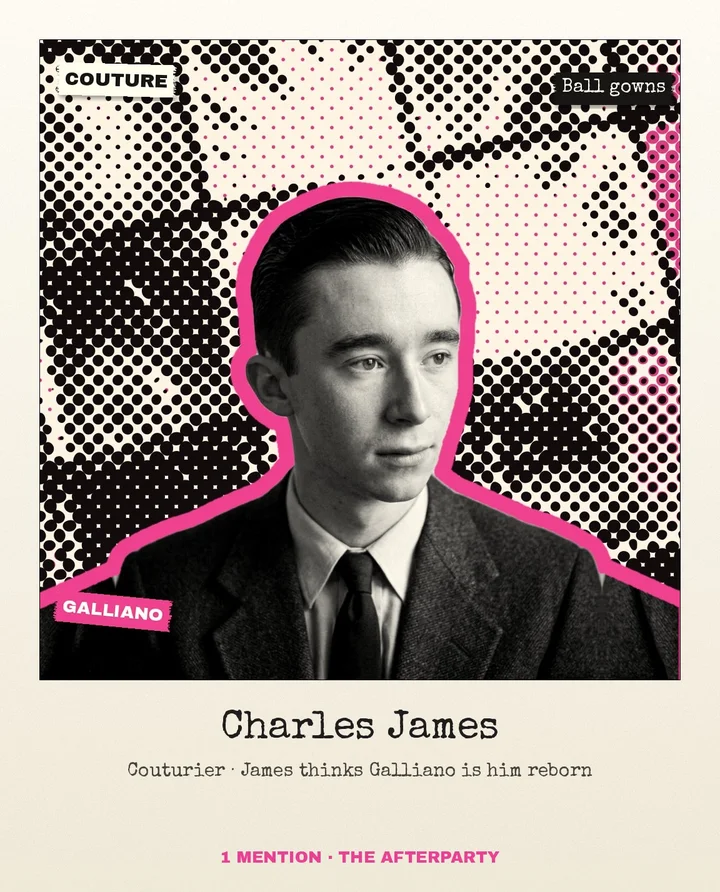 COUTURE
Ball gowns
GALLIANO
Charles James
Couturier · James thinks Galliano is him reborn
1 MENTION · THE AFTERPARTY